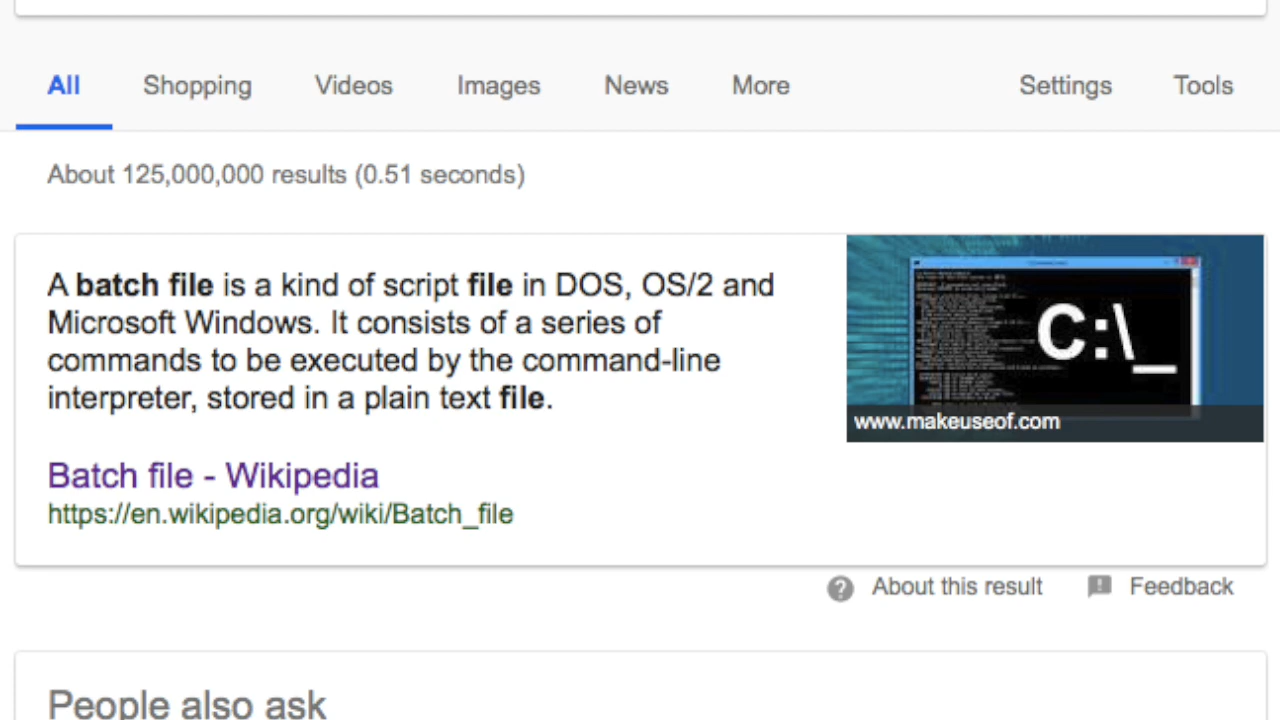 All Shopping Videos Images News More Settings Tools
About 125,000,000 results (0.51 seconds)
A batch file is a kind of script file in DOS, OS/2 and
Microsoft Windows. It consists of a series of
commands to be executed by the command-line
interpreter, stored in a plain text file.
C:\_
www.makeuseof.com
Batch file - Wikipedia
https://en.wikipedia.org/wiki/Batch_file
About this result Feedback
People also ask